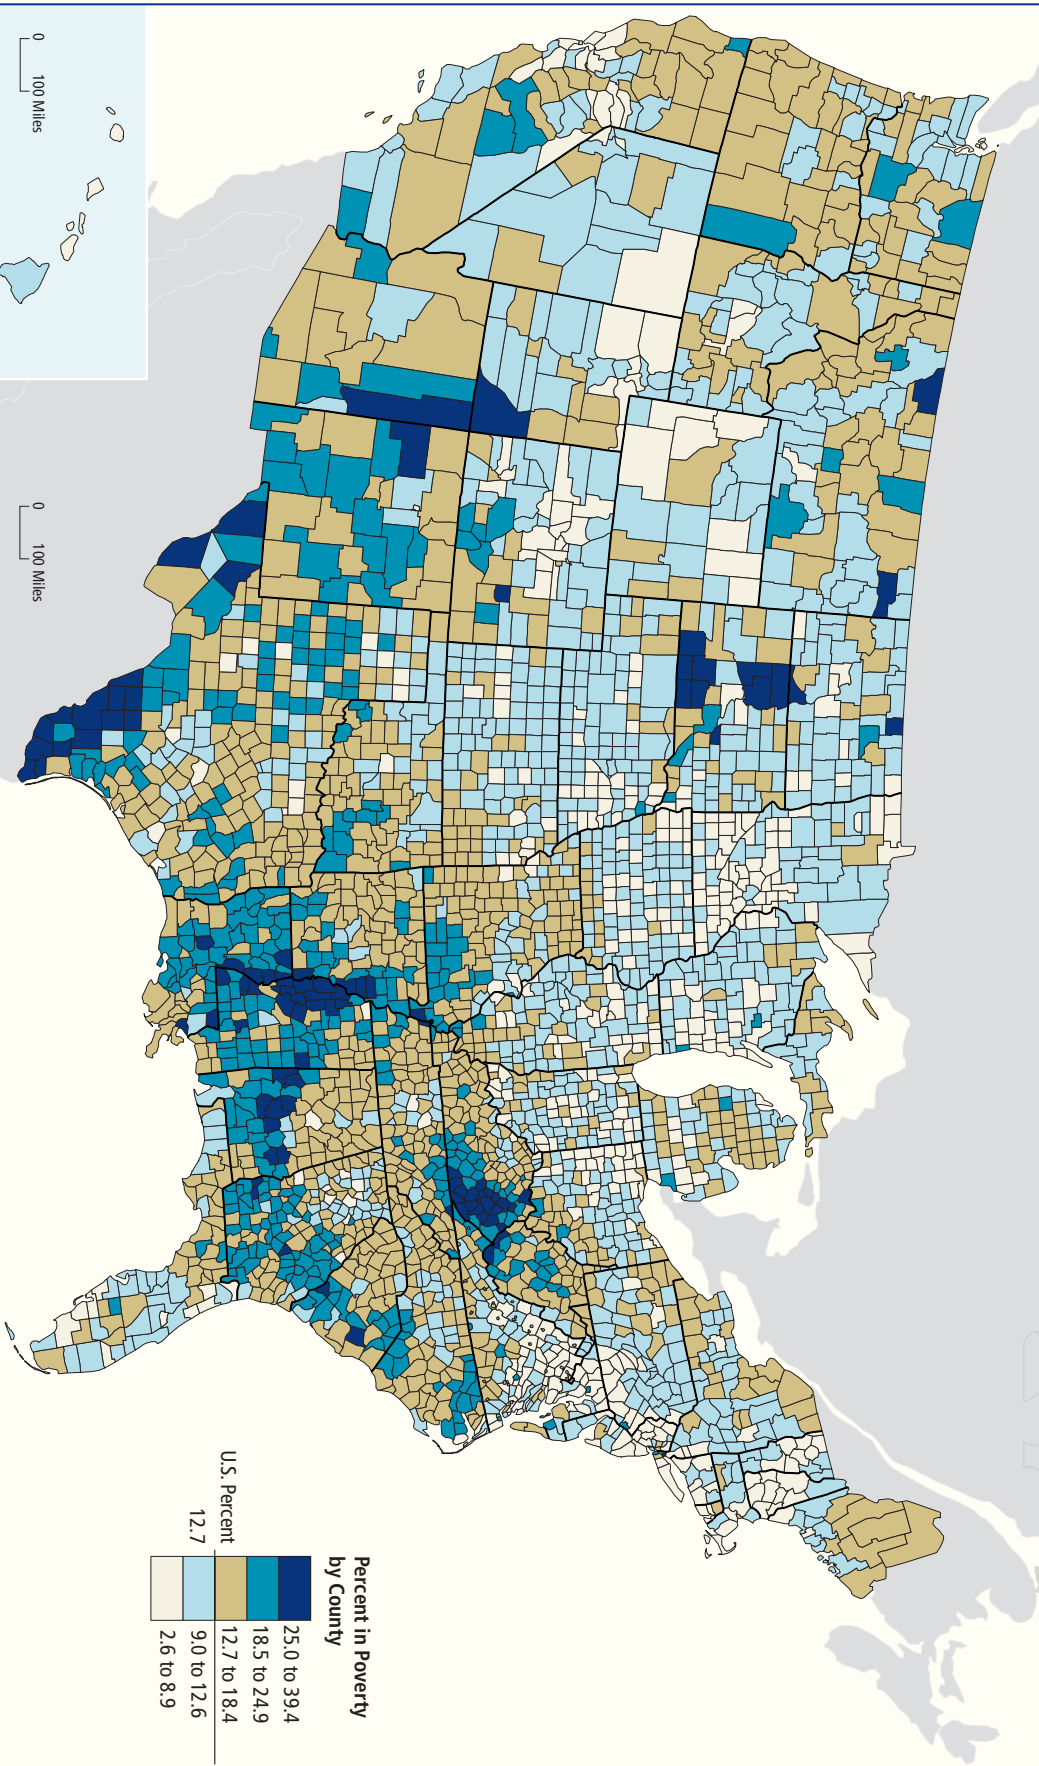 0 100 Miles
0 100 Miles
Percent in Poverty
by County
25.0 to 39.4
18.5 to 24.9
12.7 to 18.4
U.S. Percent
12.7
9.0 to 12.6
2.6 to 8.9